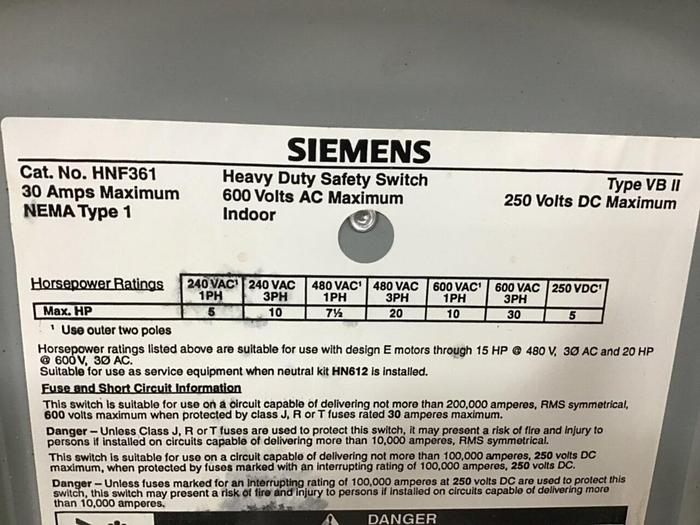 SIEMENS
Cat. No. HNF361
30 Amps Maximum
NEMA Type 1
Heavy Duty Safety Switch
600 Volts AC Maximum
Indoor
Type VB II
250 Volts DC Maximum
Horsepower Ratings 240 VAC¹ 1PH 240 VAC 3PH 480 VAC¹ 1PH 480 VAC 3PH 600 VAC¹ 1PH 600 VAC 3PH 250 VDC¹
Max. HP 5 10 7½ 20 10 30 5
¹ Use outer two poles
Horsepower ratings listed above are suitable for use with design E motors through 15 HP @ 480 V, 3Ø AC and 20 HP
@ 600V, 3Ø AC.
Suitable for use as service equipment when neutral kit HN612 is installed.
Fuse and Short Circuit Information
This switch is suitable for use on a circuit capable of delivering not more than 200,000 amperes, RMS symmetrical,
600 volts maximum when protected by class J, R or T fuses rated 30 amperes maximum.
Danger – Unless Class J, R or T fuses are used to protect this switch, it may present a risk of fire and injury to
persons if installed on circuits capable of delivering more than 10,000 amperes, RMS symmetrical.
This switch is suitable for use on a circuit capable of delivering not more than 100,000 amperes, 250 volts DC
maximum, when protected by fuses marked with an interrupting rating of 100,000 amperes, 250 volts DC.
Danger – Unless fuses marked for an interrupting rating of 100,000 amperes at 250 volts DC are used to protect this
switch, this switch may present a risk of fire and injury to persons if installed on circuits capable of delivering more
than 10,000 amperes.
DANGER